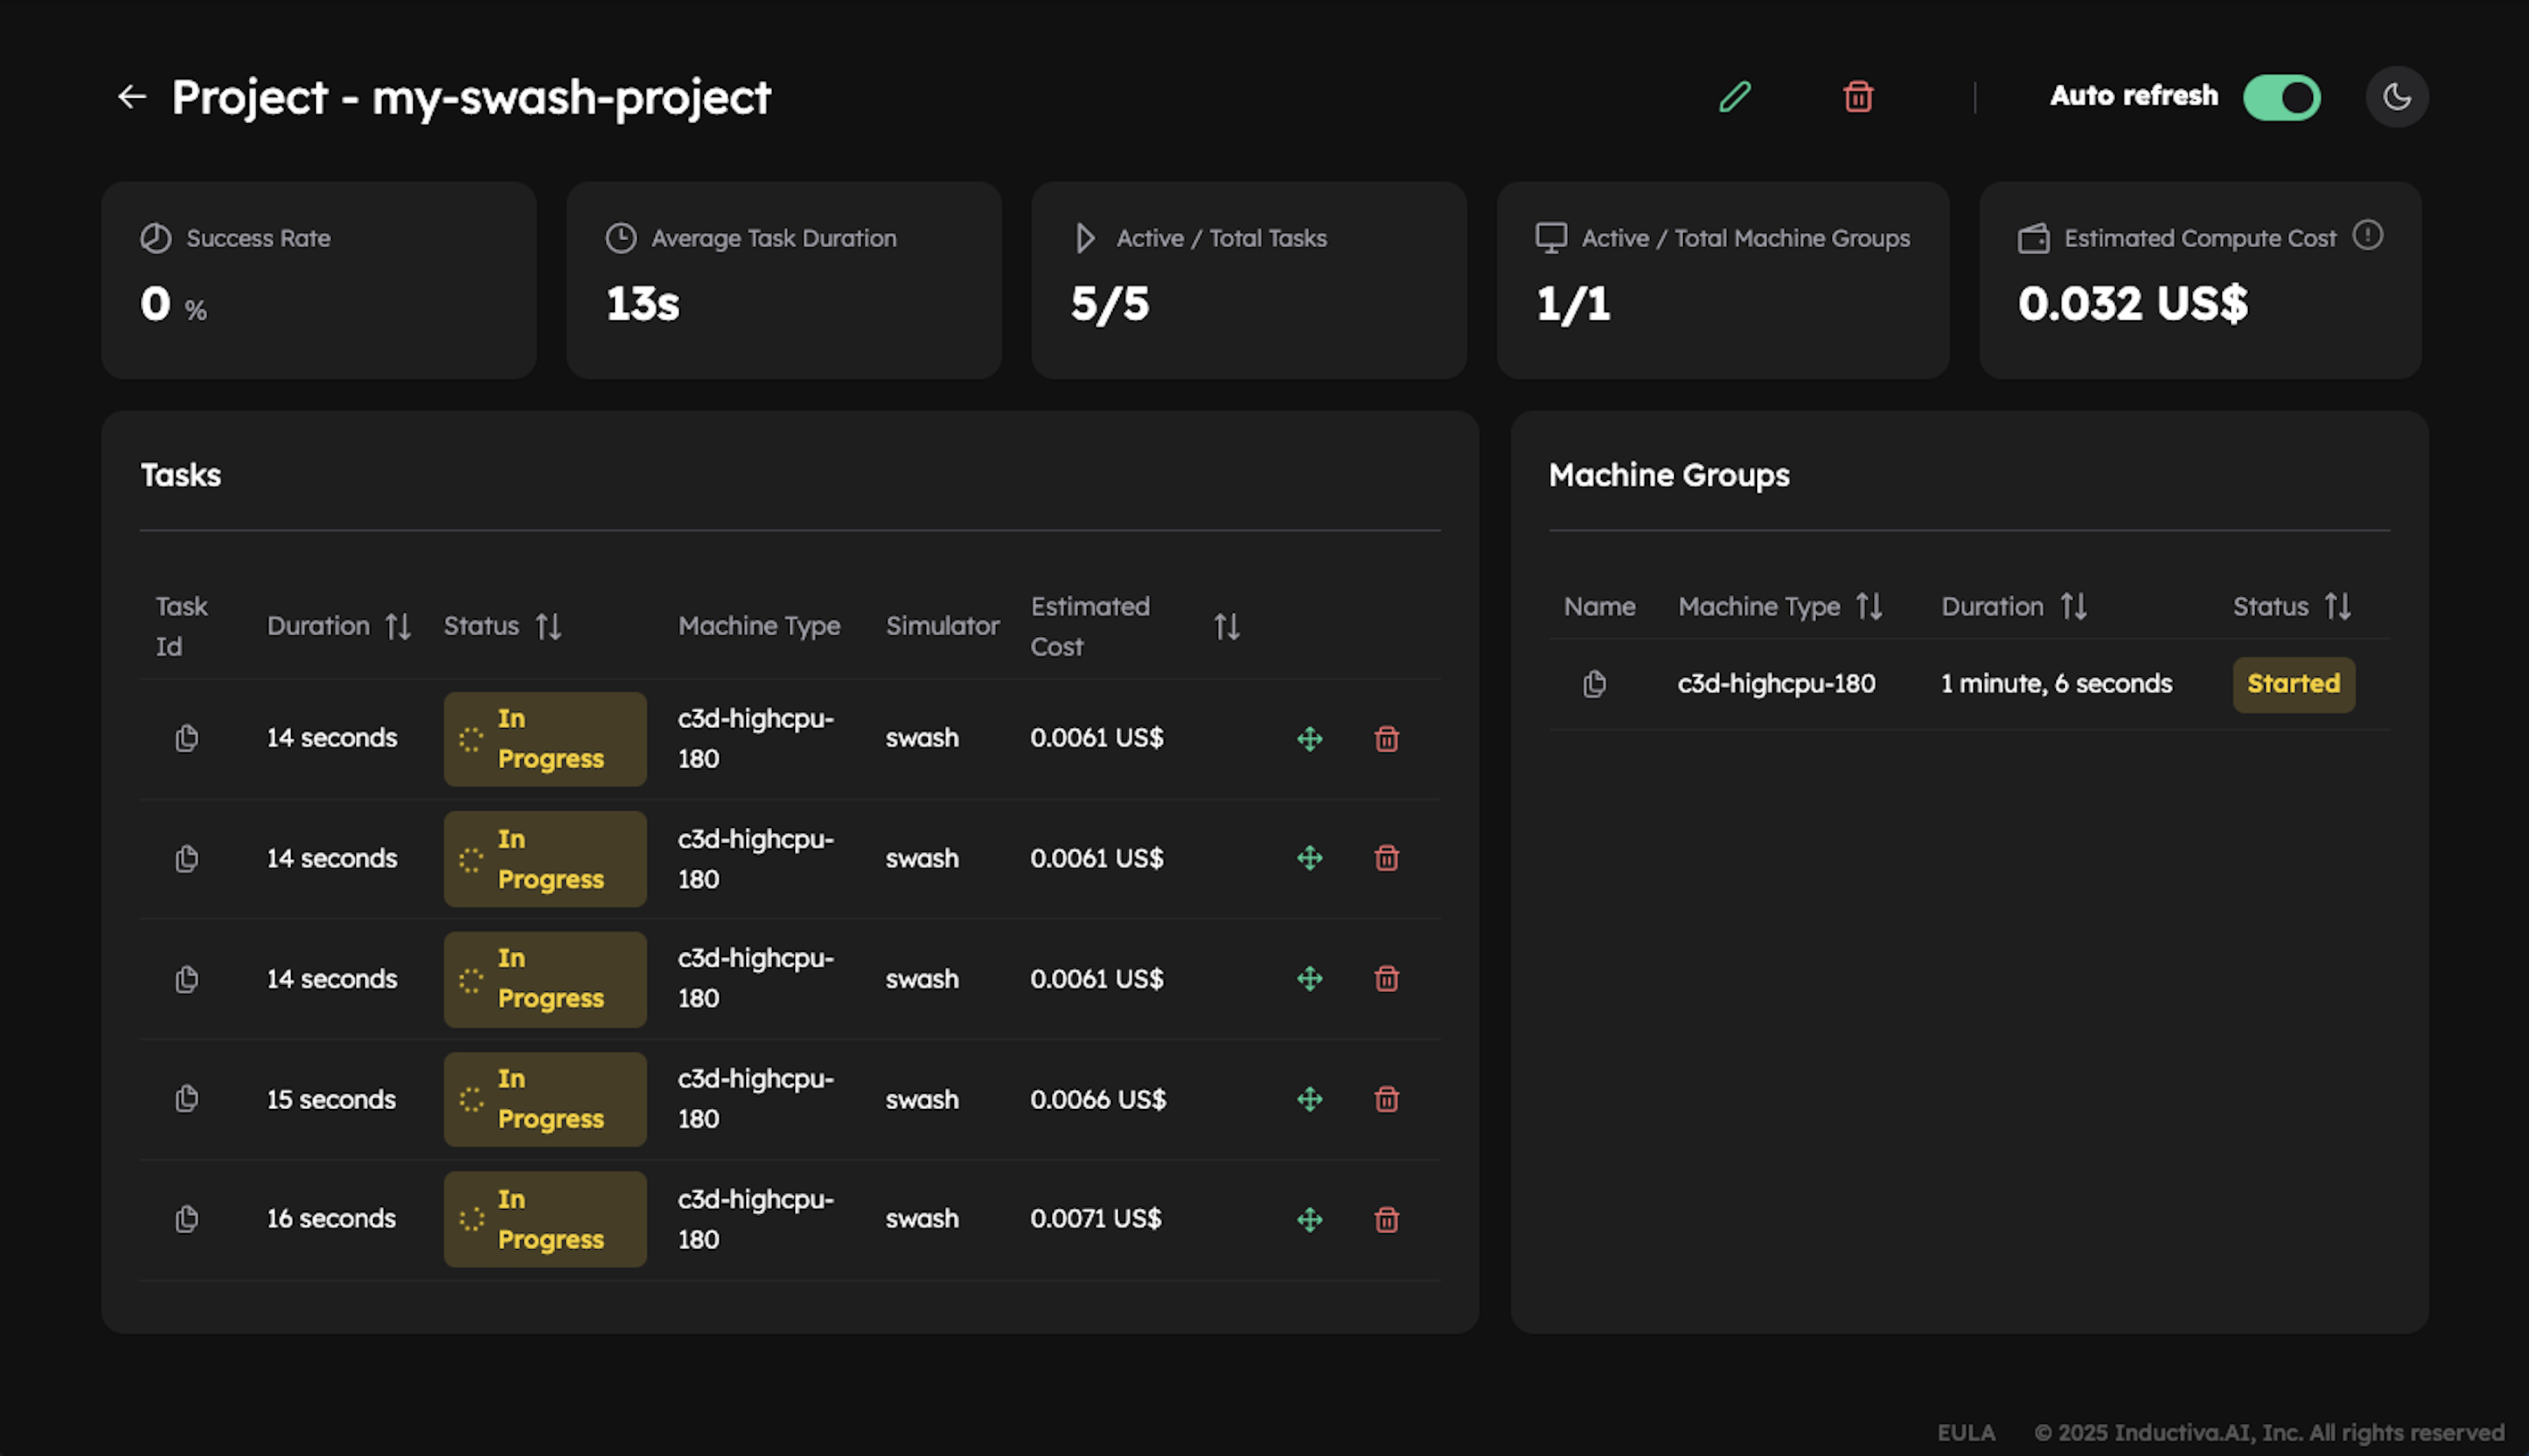 Project - my-swash-project
Auto refresh
Success Rate
0 %
Average Task Duration
13s
Active / Total Tasks
5/5
Active / Total Machine Groups
1/1
Estimated Compute Cost
0.032 US$
Tasks
Task
Id
Duration
Status
Machine Type
Simulator
Estimated
Cost
14 seconds
In
Progress
c3d-highcpu-
180
swash
0.0061 US$
14 seconds
In
Progress
c3d-highcpu-
180
swash
0.0061 US$
14 seconds
In
Progress
c3d-highcpu-
180
swash
0.0061 US$
15 seconds
In
Progress
c3d-highcpu-
180
swash
0.0066 US$
16 seconds
In
Progress
c3d-highcpu-
180
swash
0.0071 US$
Machine Groups
Name
Machine Type
Duration
Status
c3d-highcpu-180
1 minute, 6 seconds
Started
EULA
© 2025 Inductiva.AI, Inc. All rights reserved